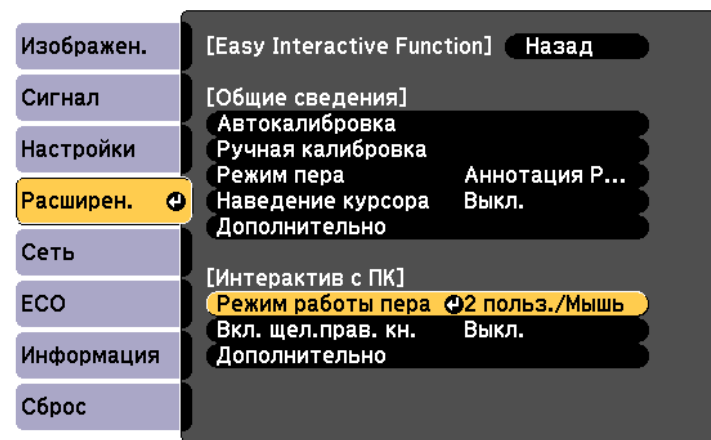 Изображен.
Сигнал
Настройки
Расширен.
Сеть
ECO
Информация
Сброс
[Easy Interactive Function] Назад
[Общие сведения]
Автокалибровка
Ручная калибровка
Режим пера Аннотация P...
Наведение курсора Выкл.
Дополнительно
[Интерактив с ПК]
Режим работы пера 2 польз./Мышь
Вкл. щел.прав. кн. Выкл.
Дополнительно